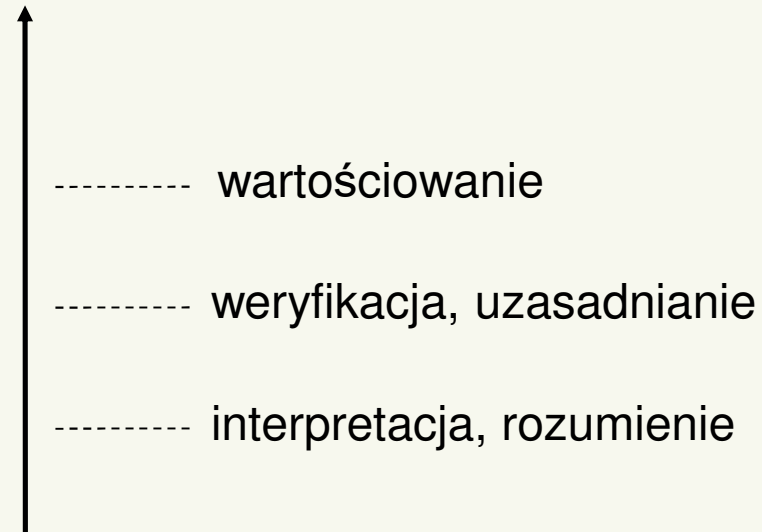 wartościowanie
weryfikacja, uzasadnianie
interpretacja, rozumienie